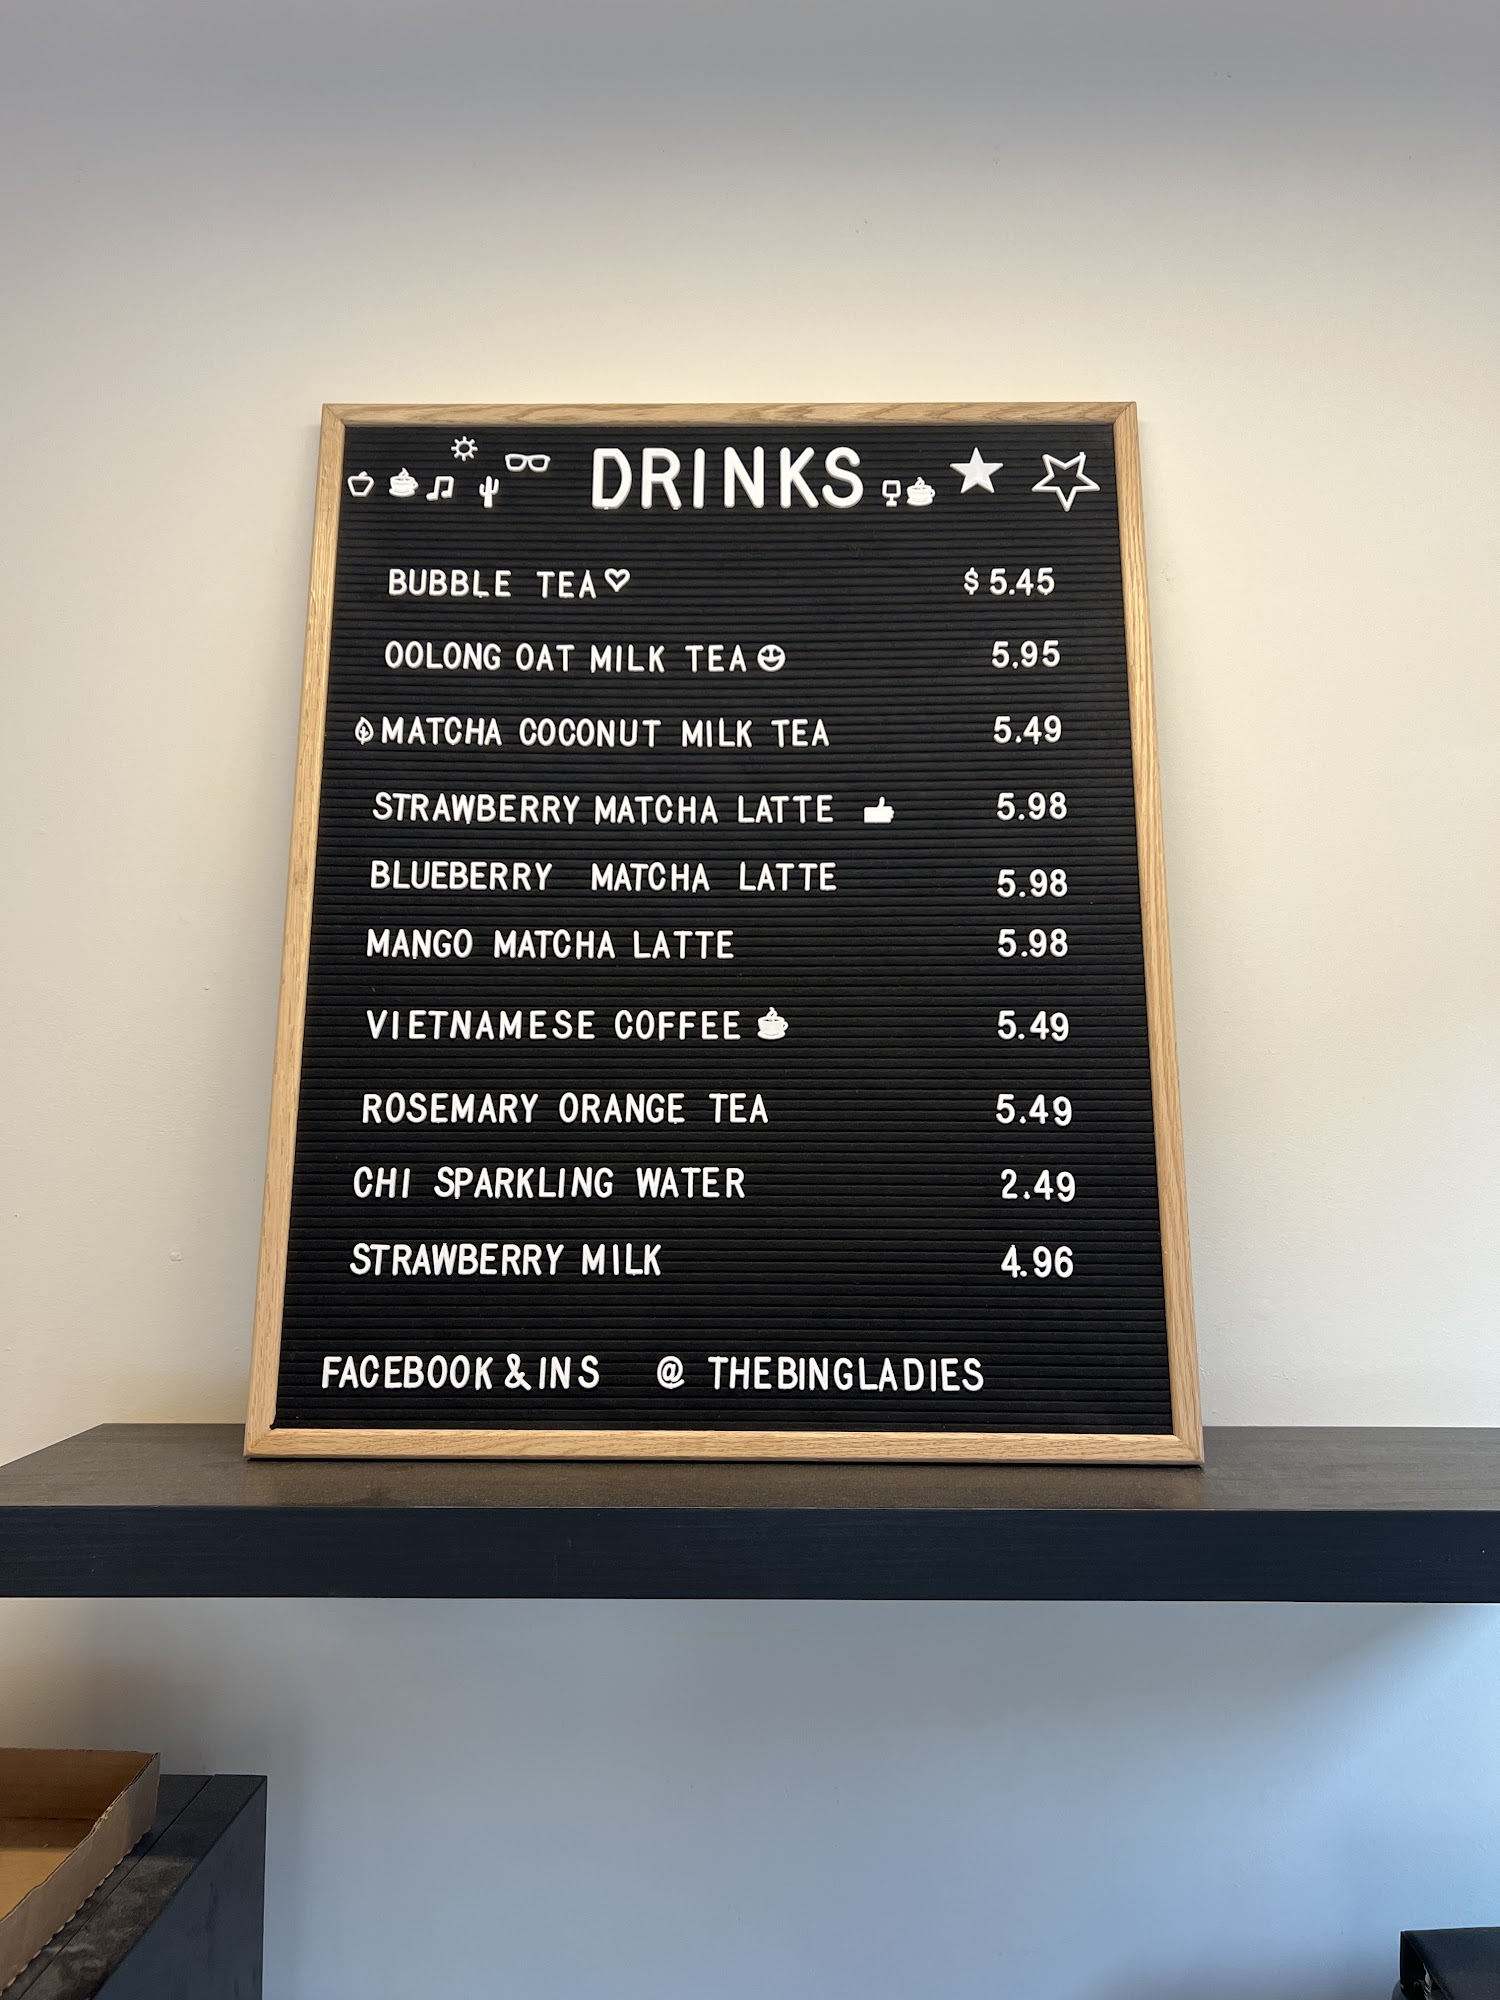 DRINKS
BUBBLE TEA $5.45
OOLONG OAT MILK TEA 5.95
MATCHA COCONUT MILK TEA 5.49
STRAWBERRY MATCHA LATTE 5.98
BLUEBERRY MATCHA LATTE 5.98
MANGO MATCHA LATTE 5.98
VIETNAMESE COFFEE 5.49
ROSEMARY ORANGE TEA 5.49
CHI SPARKLING WATER 2.49
STRAWBERRY MILK 4.96
FACEBOOK & INS @ THEBINGLADIES